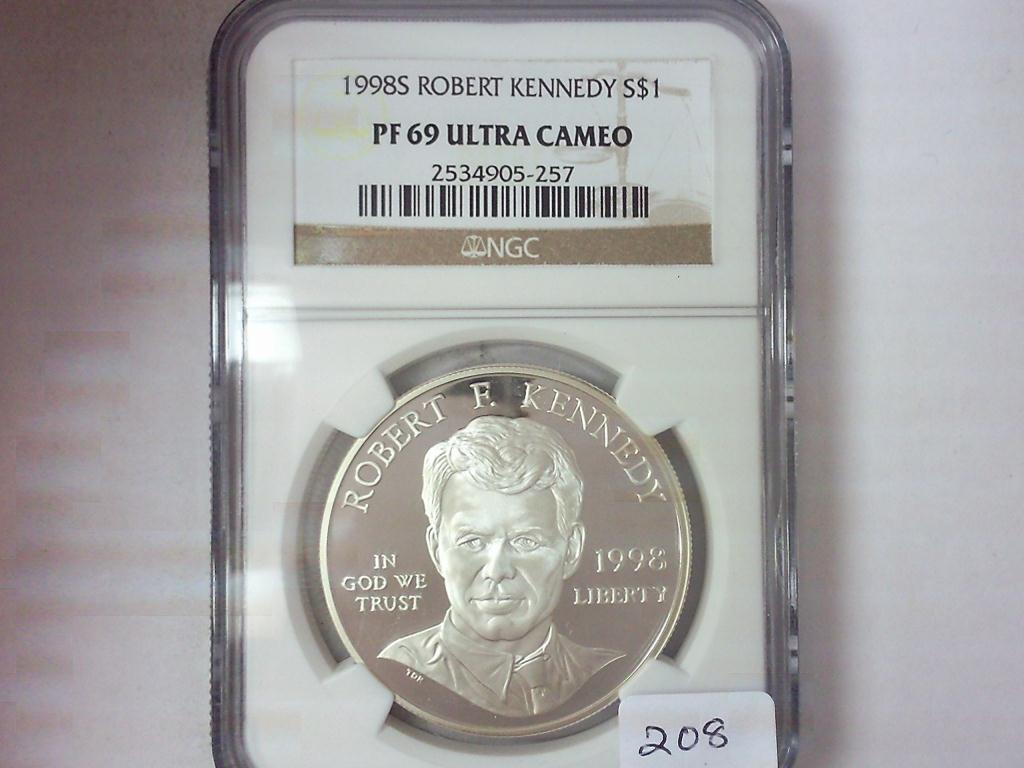 1998S ROBERT KENNEDY S$1
PF 69 ULTRA CAMEO
2534905-257
NGC
ROBERT F. KENNEDY
IN
GOD WE
TRUST
1998
LIBERTY
TDR
208